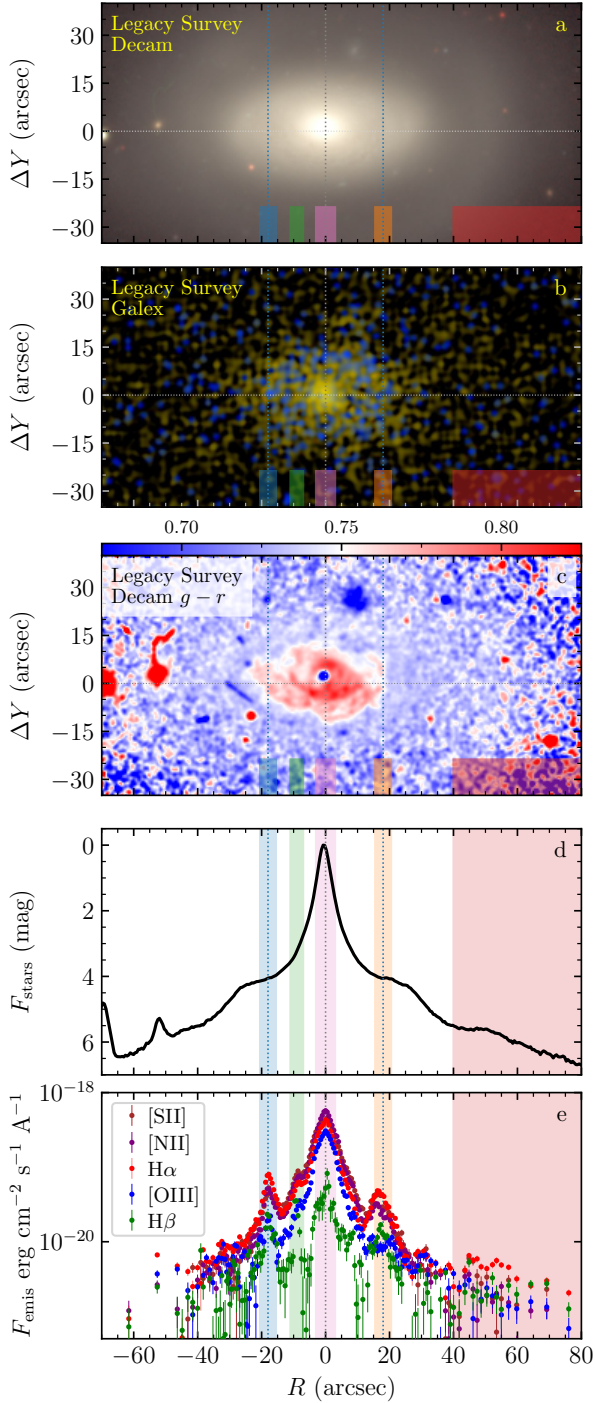 Legacy Survey
Decam
a
30
15
0
−15
−30
ΔY (arcsec)
Legacy Survey
Galex
b
30
15
0
−15
−30
ΔY (arcsec)
0.70 0.75 0.80
Legacy Survey
Decam g − r
c
30
15
0
−15
−30
ΔY (arcsec)
d
0
2
4
6
F_stars (mag)
10^−18
10^−20
e
[SII]
[NII]
Hα
[OIII]
Hβ
F_emis erg cm^−2 s^−1 A^−1
−60 −40 −20 0 20 40 60 80
R (arcsec)